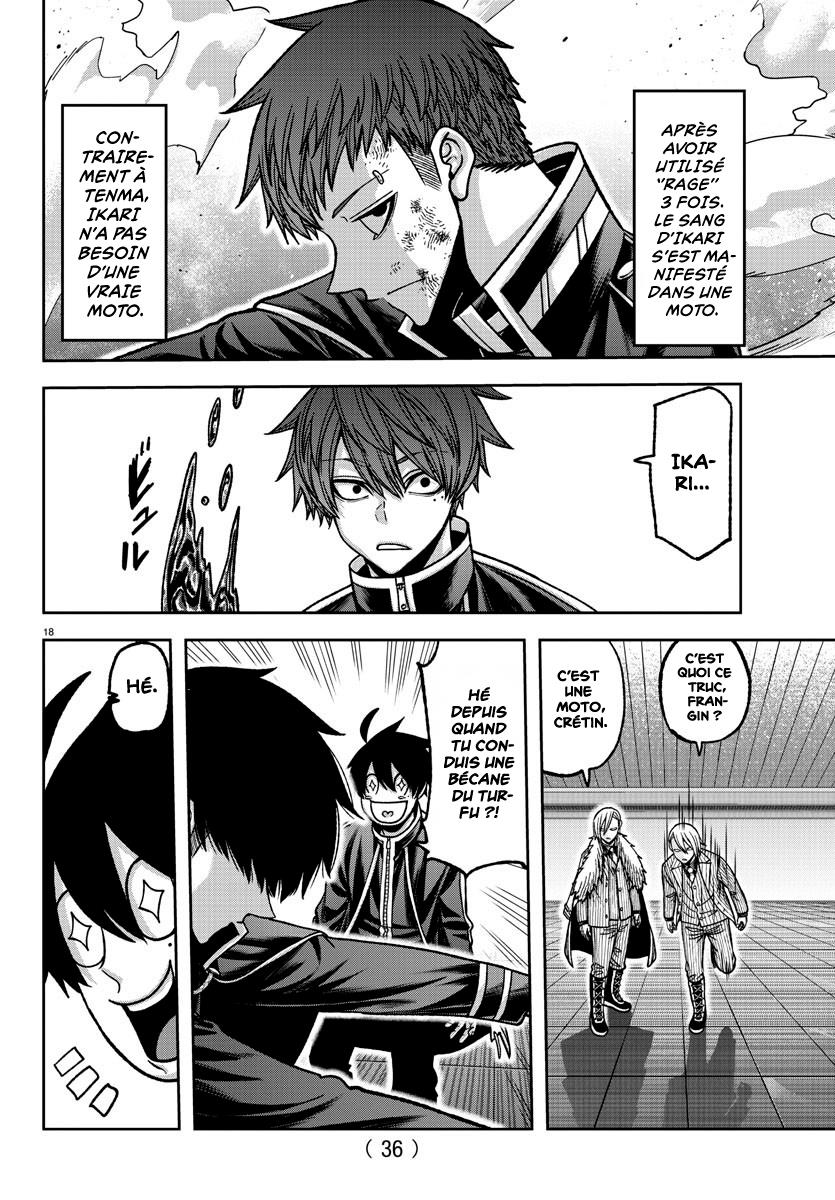 APRÈS
AVOIR
UTILISÉ
"RAGE"
3 FOIS.
LE SANG
D'IKARI
S'EST MA-
NIFESTÉ
DANS UNE
MOTO.
CON-
TRAIRE-
MENT À
TENMA,
IKARI
N'A PAS
BESOIN
D'UNE
VRAIE
MOTO.
IKA-
RI...
ビュル
18
C'EST
QUOI CE
TRUC,
FRAN-
GIN ?
C'EST
UNE
MOTO,
CRÉTIN.
HÉ
DEPUIS
QUAND
TU CON-
DUIS UNE
BÉCANE
DU TUR-
FU ?!
HÉ.
( 36 )